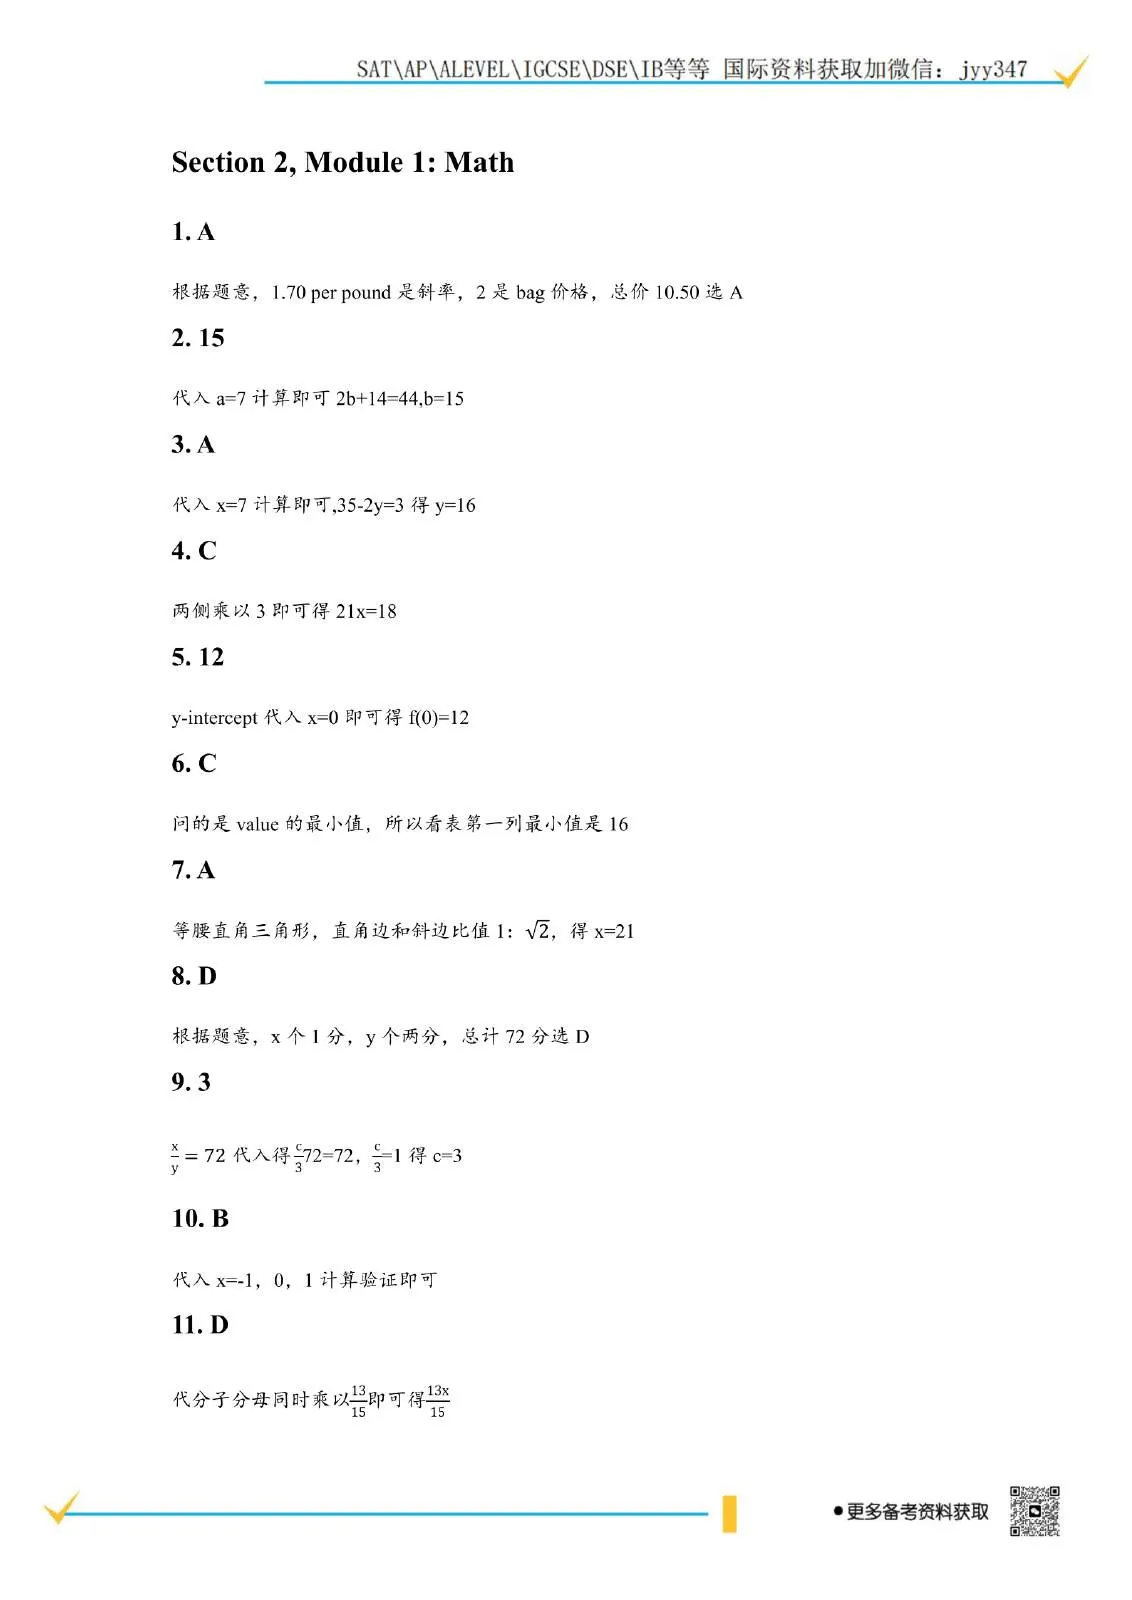 SAT\AP\ALEVEL\IGCSE\DSE\IB等等 国际资料获取加微信: jyy347
Section 2, Module 1: Math
1. A
根据题意，1.70 per pound 是斜率，2 是 bag 价格，总价 10.50 选 A
2. 15
代入 a=7 计算即可 2b+14=44,b=15
3. A
代入 x=7 计算即可,35-2y=3 得 y=16
4. C
两侧乘以 3 即可得 21x=18
5. 12
y-intercept 代入 x=0 即可得 f(0)=12
6. C
问的是 value 的最小值，所以看表第一列最小值是 16
7. A
等腰直角三角形，直角边和斜边比值 1：√2，得 x=21
8. D
根据题意，x 个 1 分，y 个两分，总计 72 分选 D
9. 3
x/y = 72 代入得 c/3 72=72，c/3=1 得 c=3
10. B
代入 x=-1，0，1 计算验证即可
11. D
代分子分母同时乘以 13/15 即可得 13x/15
●更多备考资料获取